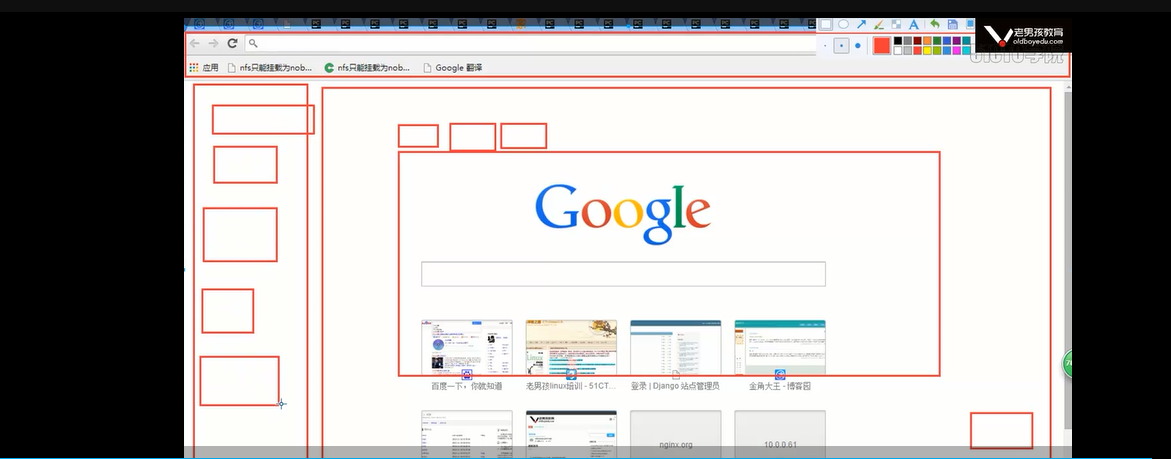 老男孩教育
oldboyedu.com
应用 nfs只能挂载为nob... nfs只能挂载为nob... Google 翻译
Google
百度一下，你就知道 老男孩linux培训 - 51CT... 登录 | Django 站点管理员 金角大王 - 博客园
nginx.org 10.0.0.61